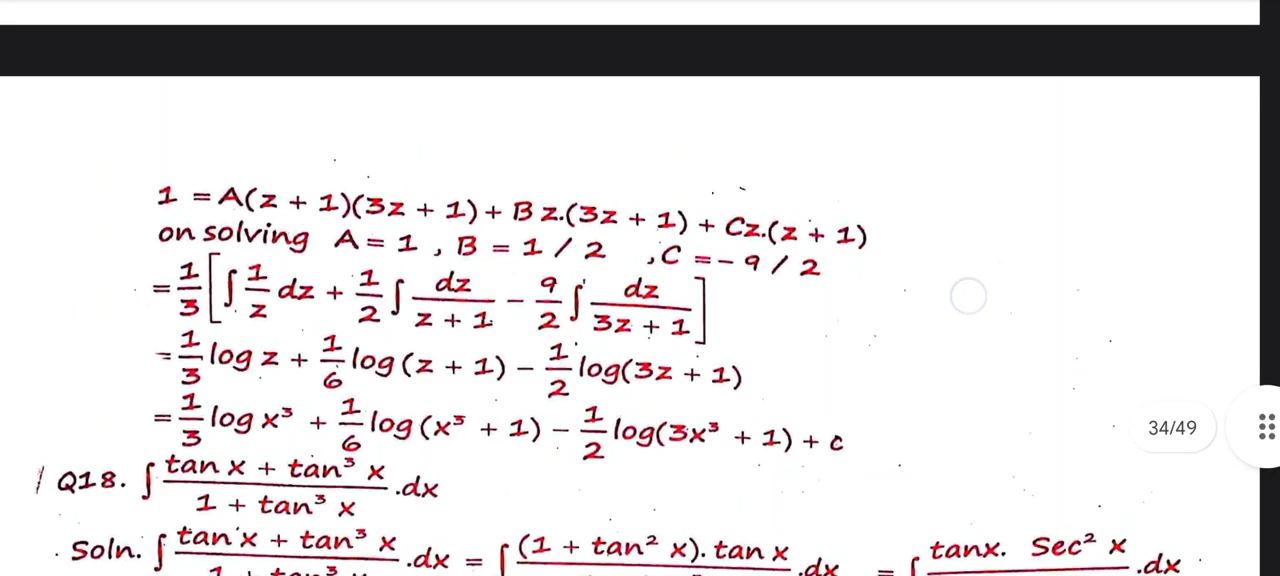 1 = A(z + 1)(3z + 1) + B z.(3z + 1) + Cz.(z + 1)
on solving A = 1 , B = 1 / 2 , C = - 9 / 2
= 1/3 [∫ 1/z dz + 1/2 ∫ dz/(z + 1) - 9/2 ∫ dz/(3z + 1)]
= 1/3 log z + 1/6 log (z + 1) - 1/2 log(3z + 1)
= 1/3 log x³ + 1/6 log (x³ + 1) - 1/2 log(3x³ + 1) + c
34/49
Q18. ∫ (tan x + tan³ x)/(1 + tan³ x) .dx
Soln. ∫ tan x + tan³ x .dx = ∫ (1 + tan² x). tan x .dx = ∫ tanx. Sec² x .dx